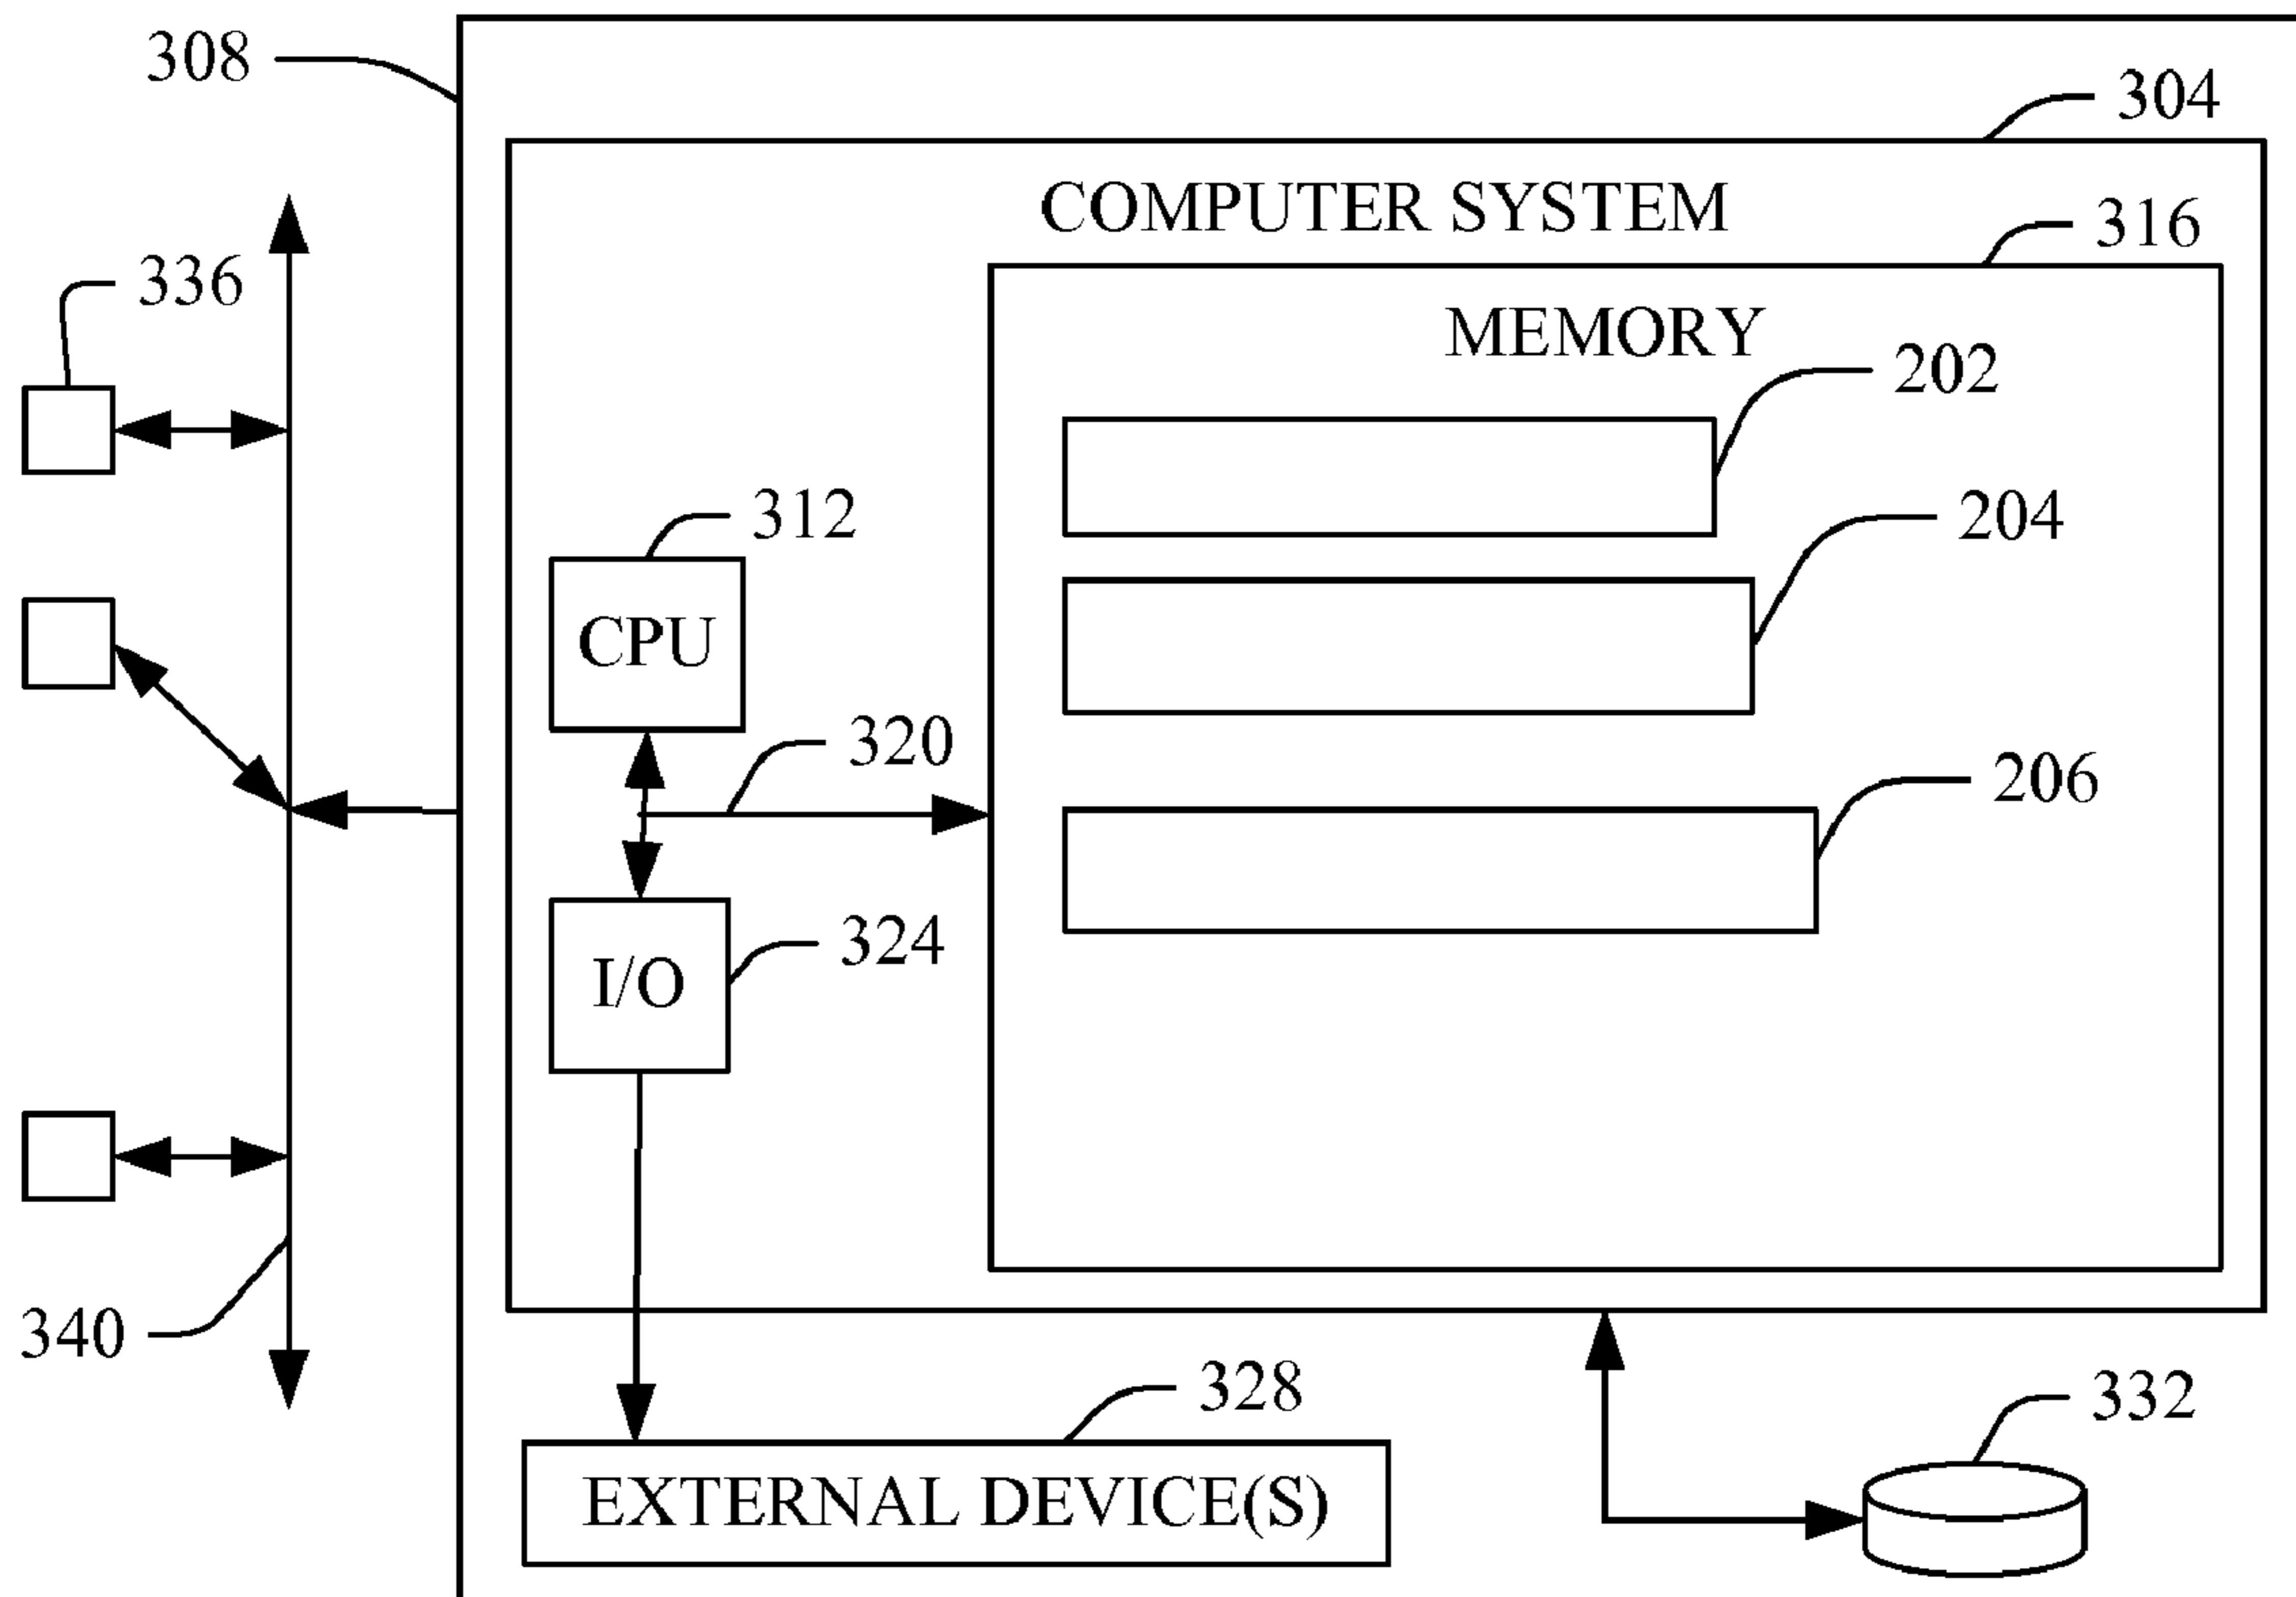 308
304
COMPUTER SYSTEM
316
336
MEMORY
202
312
204
CPU
320
206
324
I/O
340
328
332
EXTERNAL DEVICE(S)